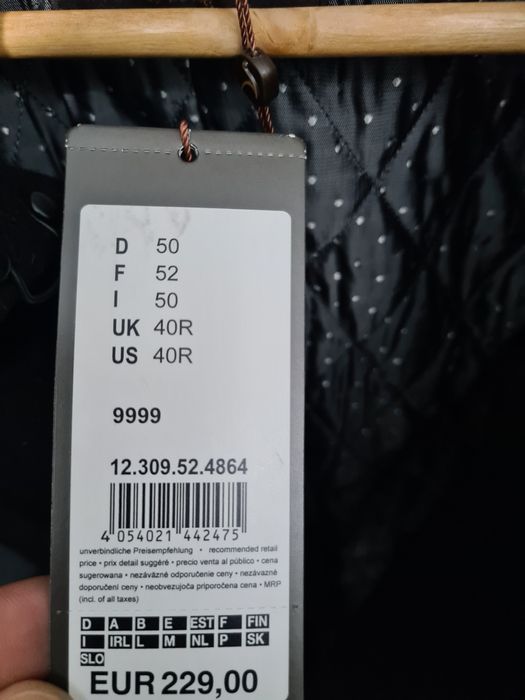 D 50
F 52
I 50
UK 40R
US 40R
9999
12.309.52.4864
4 054021 442475
unverbindliche Preisempfehlung • recommended retail
price • prix detail suggéré • precio venta al público • cena
sugerowana • nezáväzné odporučenie ceny • nezávazné
doporučení ceny • neobvezujoča priporočena cena • MRP
(incl. of all taxes)
D A B E EST F FIN
I IRL L M NL P SK
SLO
EUR 229,00